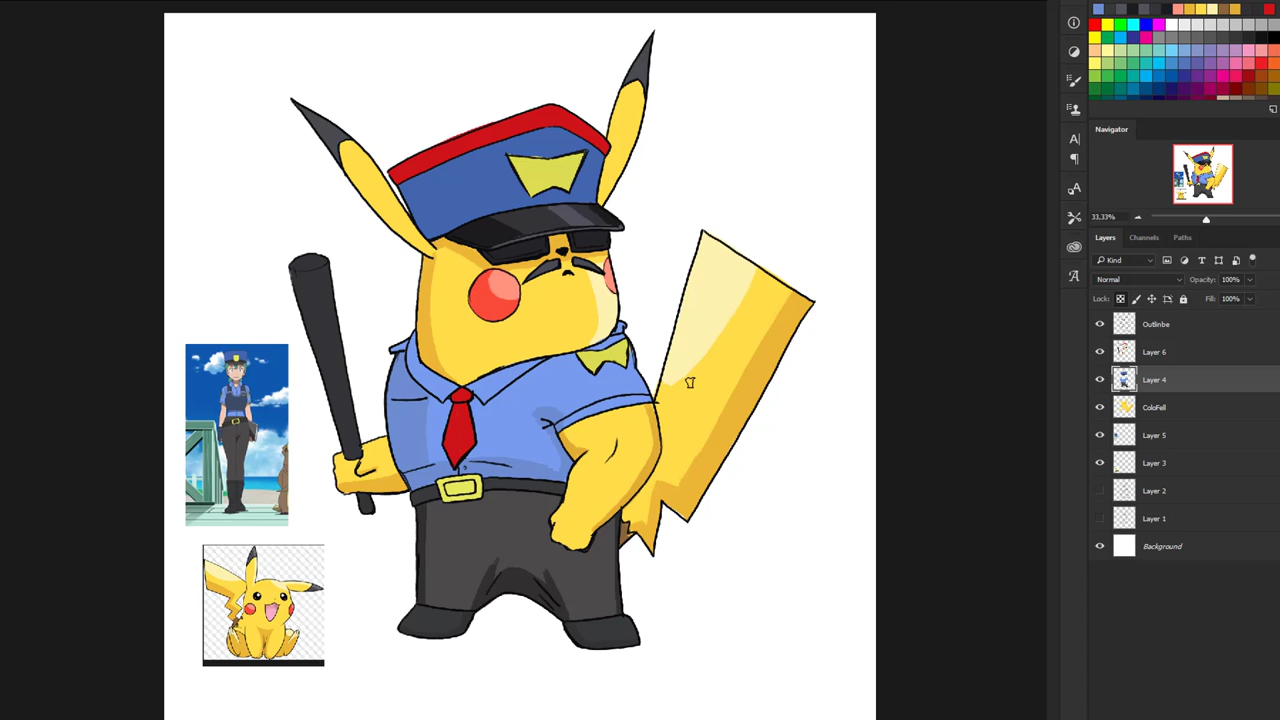 Navigator
33,33%
Layers
Channels
Paths
Kind
Normal
Opacity: 100%
Lock:
Fill: 100%
Outlinbe
Layer 6
Layer 4
ColoFell
Layer 5
Layer 3
Layer 2
Layer 1
Background